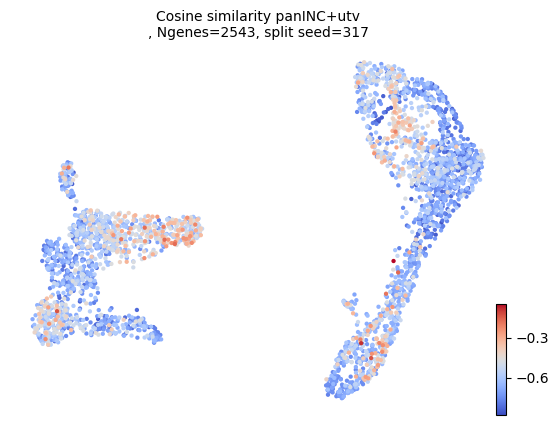 Cosine similarity panINC+utv
, Ngenes=2543, split seed=317
−0.3
−0.6